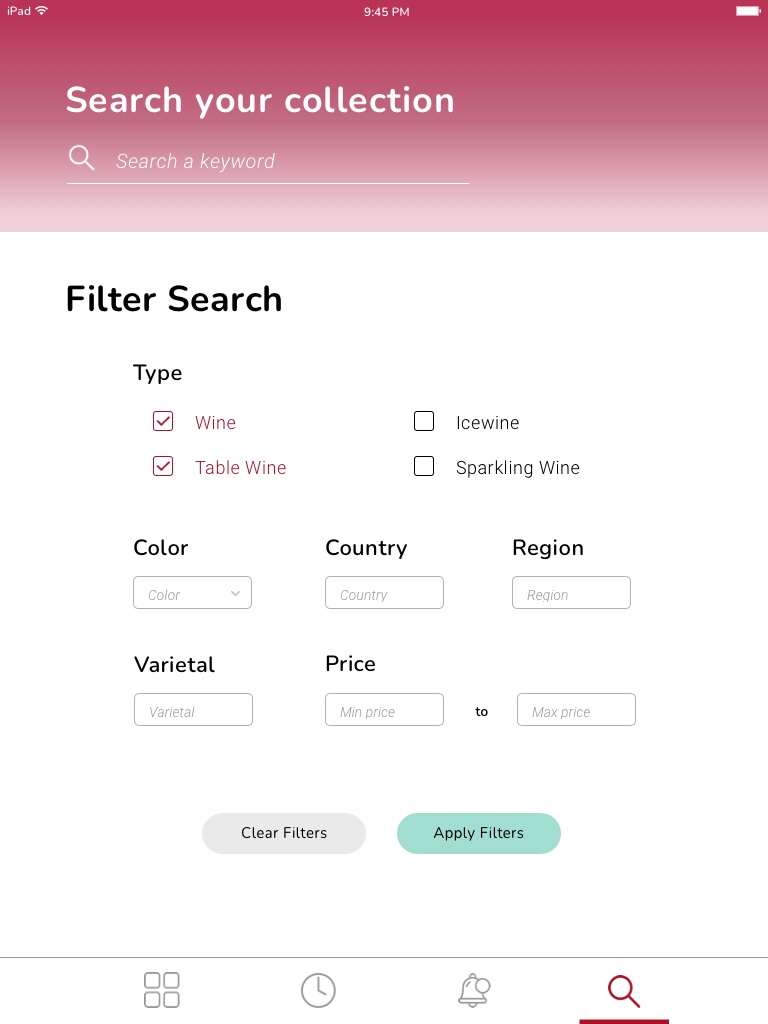 iPad 9:45 PM
Search your collection
Search a keyword
Filter Search
Type
Wine Icewine
Table Wine Sparkling Wine
Color Country Region
Color Country Region
Varietal Price
Varietal Min price to Max price
Clear Filters Apply Filters